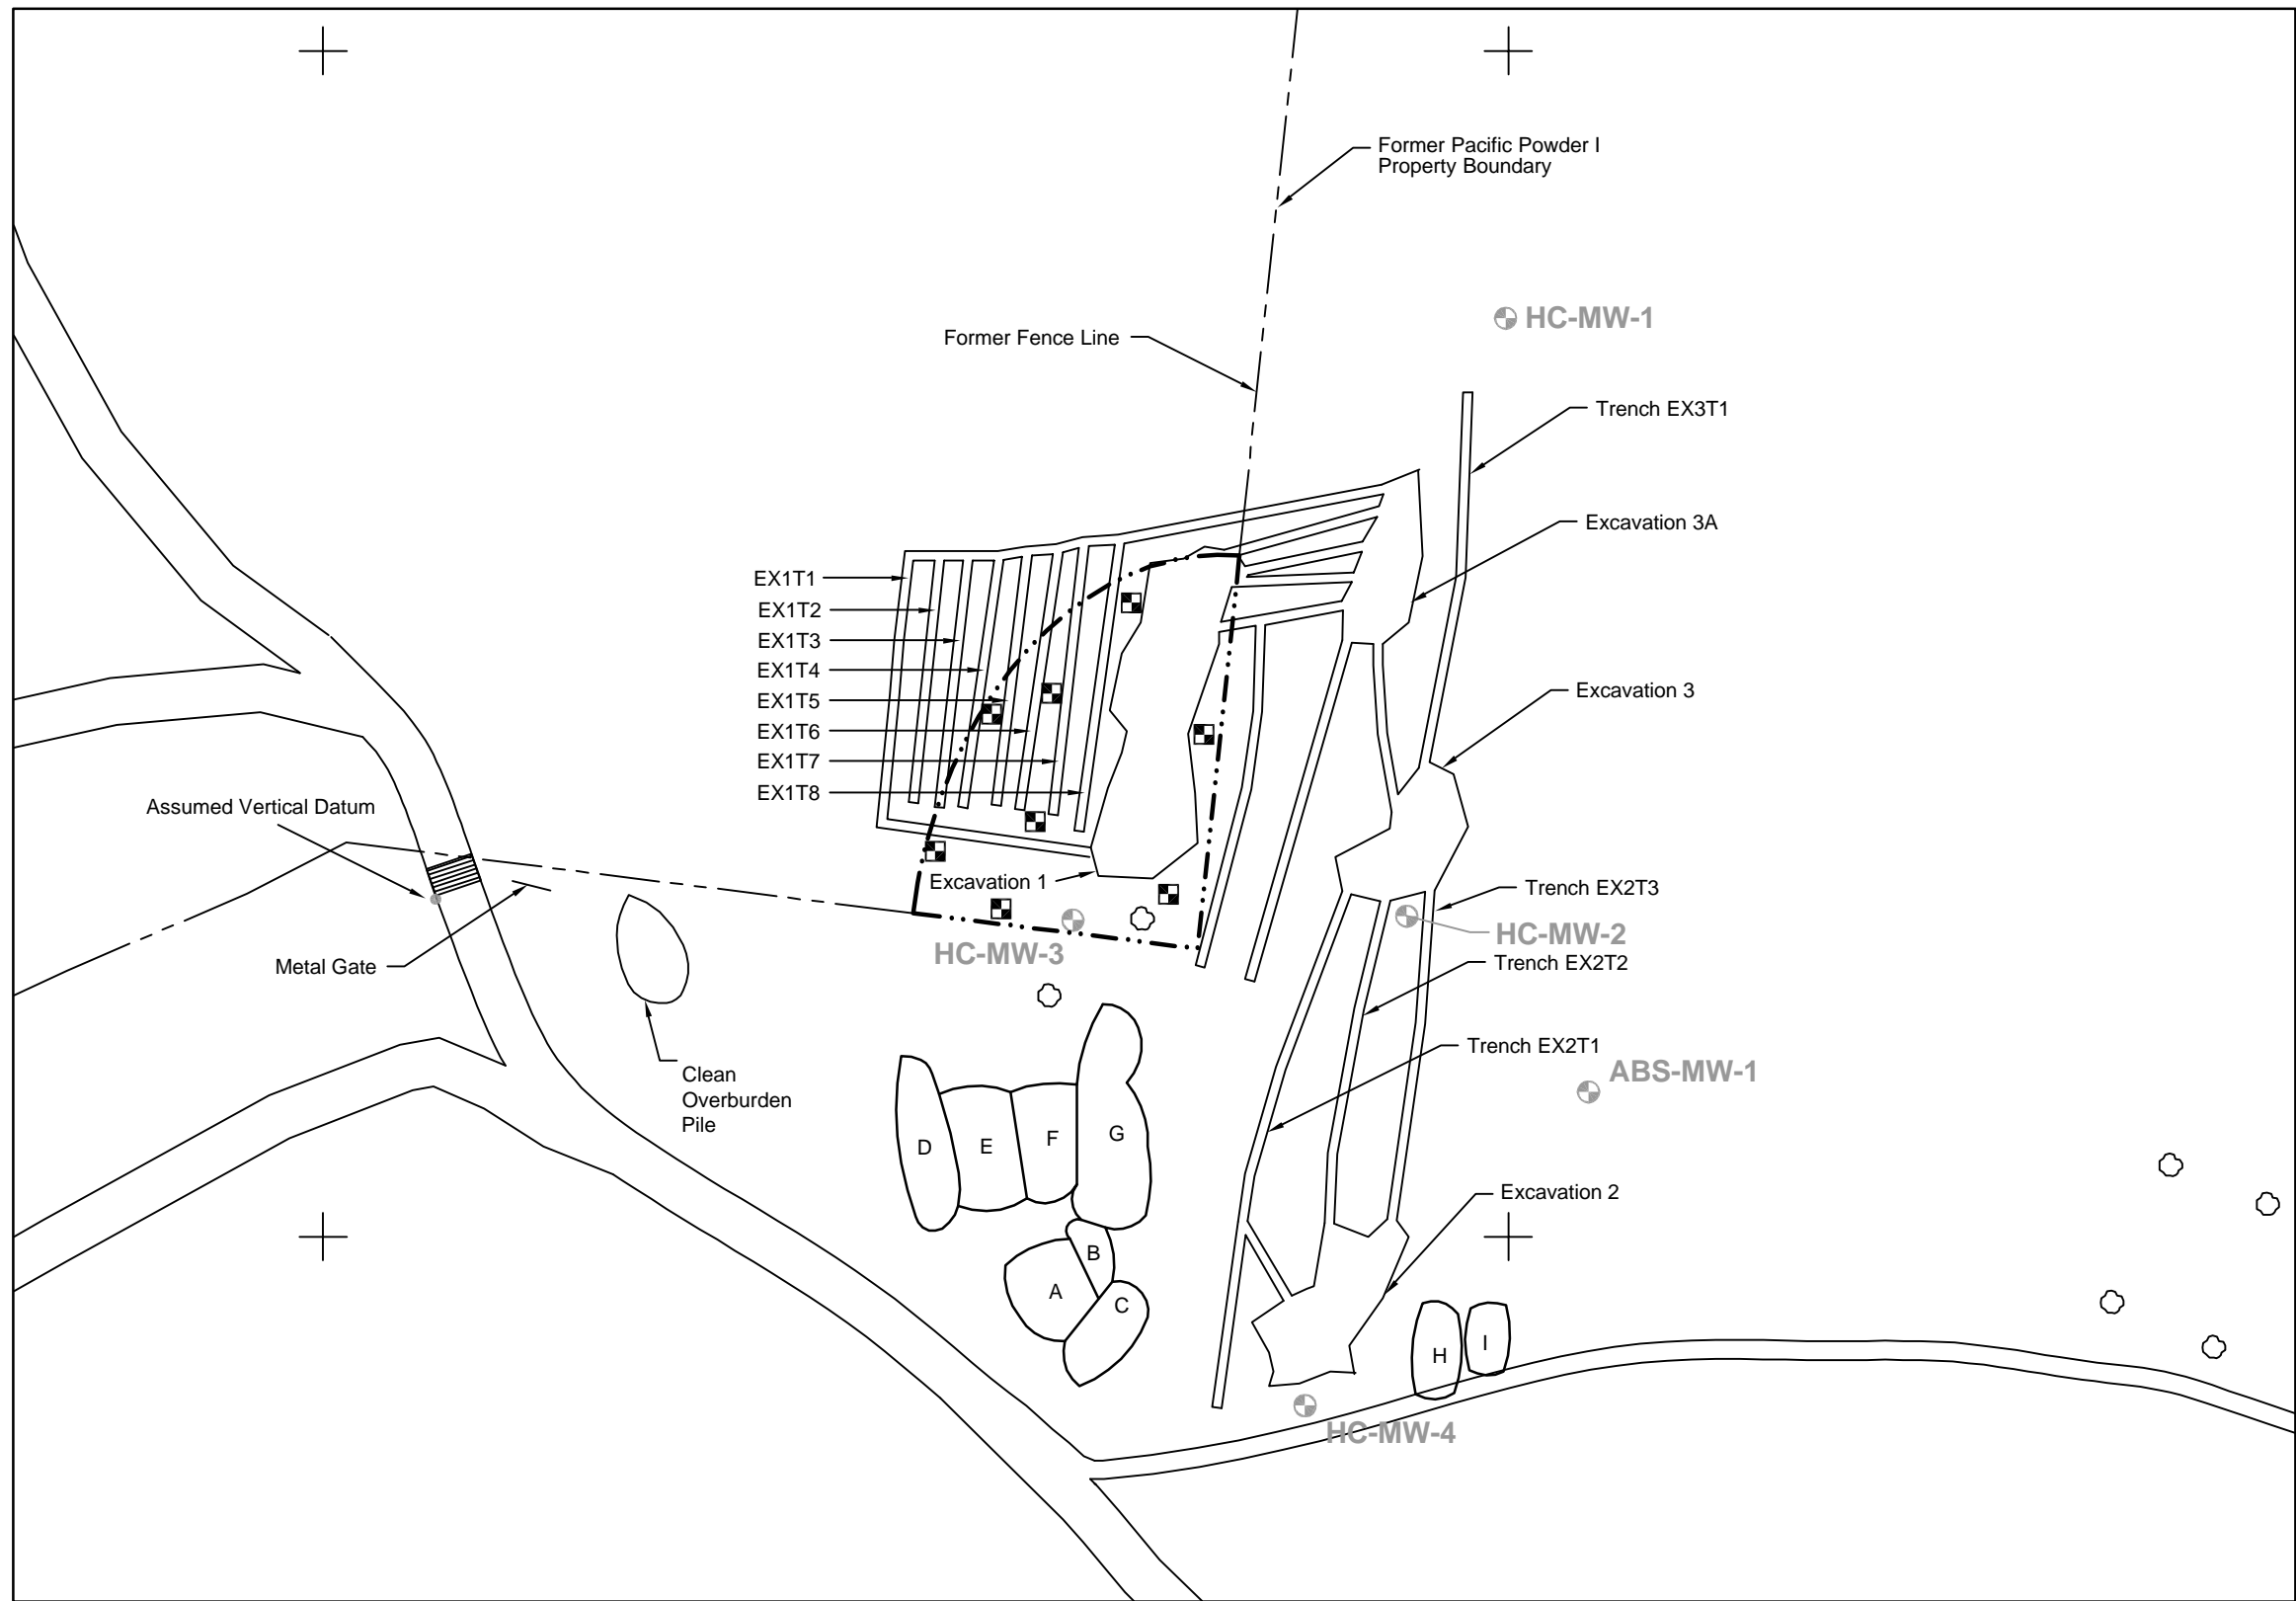 Former Pacific Powder I
Property Boundary
HC-MW-1
Former Fence Line
Trench EX3T1
Excavation 3A
EX1T1
EX1T2
EX1T3
EX1T4
EX1T5
EX1T6
EX1T7
EX1T8
Excavation 3
Assumed Vertical Datum
Excavation 1
Trench EX2T3
HC-MW-2
HC-MW-3
Metal Gate
Trench EX2T2
Trench EX2T1
ABS-MW-1
Clean
Overburden
Pile
D
E
F
G
Excavation 2
B
A
C
H
I
HC-MW-4